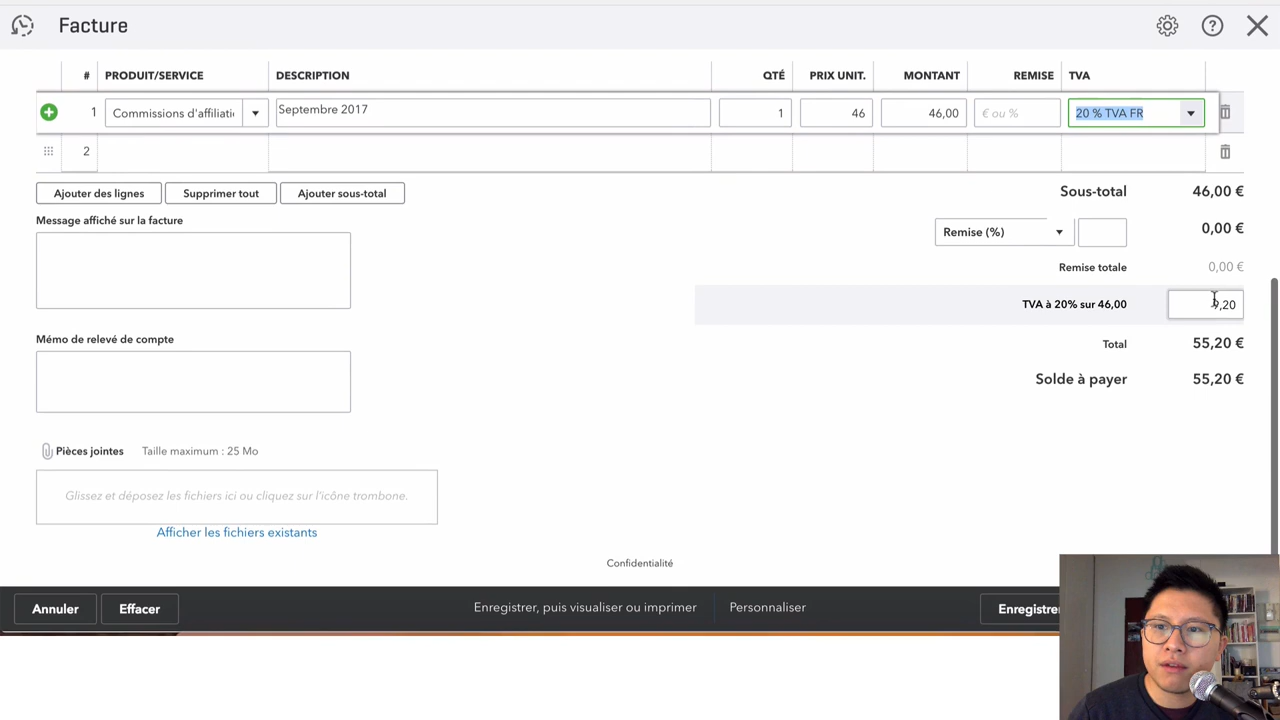 Facture
# PRODUIT/SERVICE DESCRIPTION QTÉ PRIX UNIT. MONTANT REMISE TVA
1 Commissions d'affiliati Septembre 2017 1 46 46,00 € ou % 20 % TVA FR
2
Ajouter des lignes Supprimer tout Ajouter sous-total Sous-total 46,00 €
Message affiché sur la facture
Remise (%) 0,00 €
Remise totale 0,00 €
TVA à 20% sur 46,00 9,20
Mémo de relevé de compte Total 55,20 €
Solde à payer 55,20 €
Pièces jointes Taille maximum : 25 Mo
Glissez et déposez les fichiers ici ou cliquez sur l'icône trombone.
Afficher les fichiers existants
Confidentialité
Annuler Effacer Enregistrer, puis visualiser ou imprimer Personnaliser Enregistrer